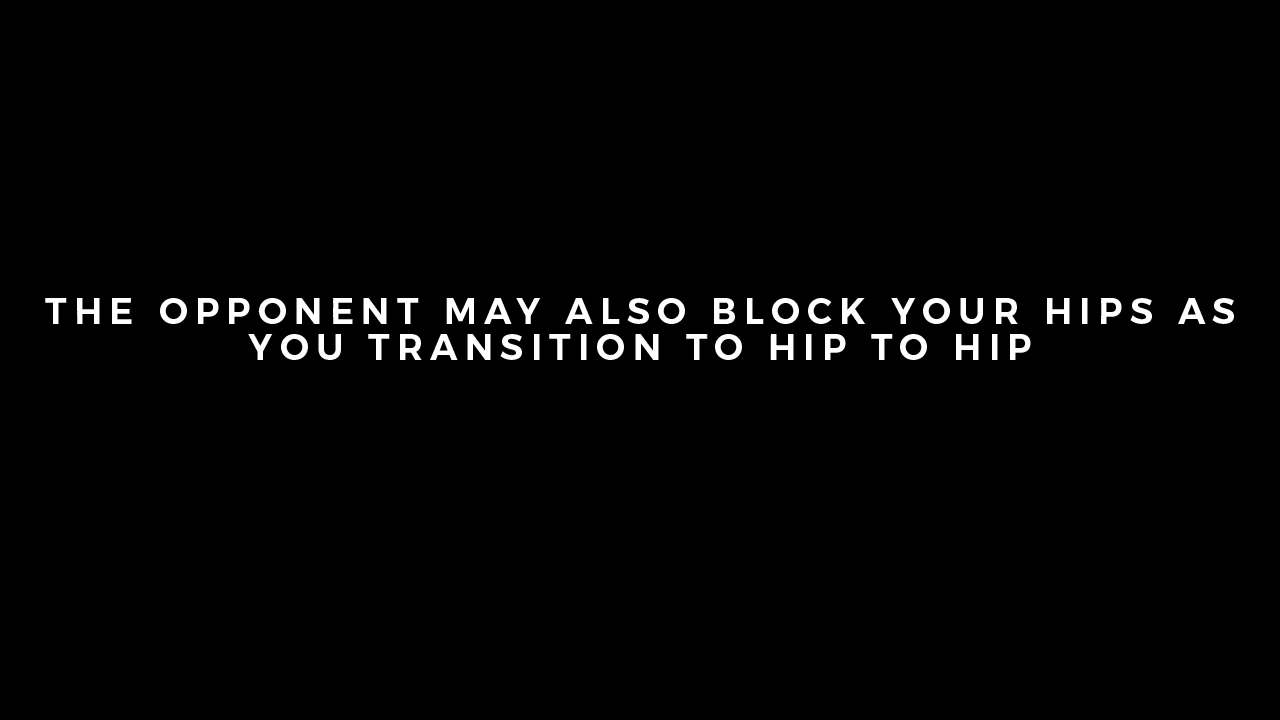 THE OPPONENT MAY ALSO BLOCK YOUR HIPS AS
YOU TRANSITION TO HIP TO HIP